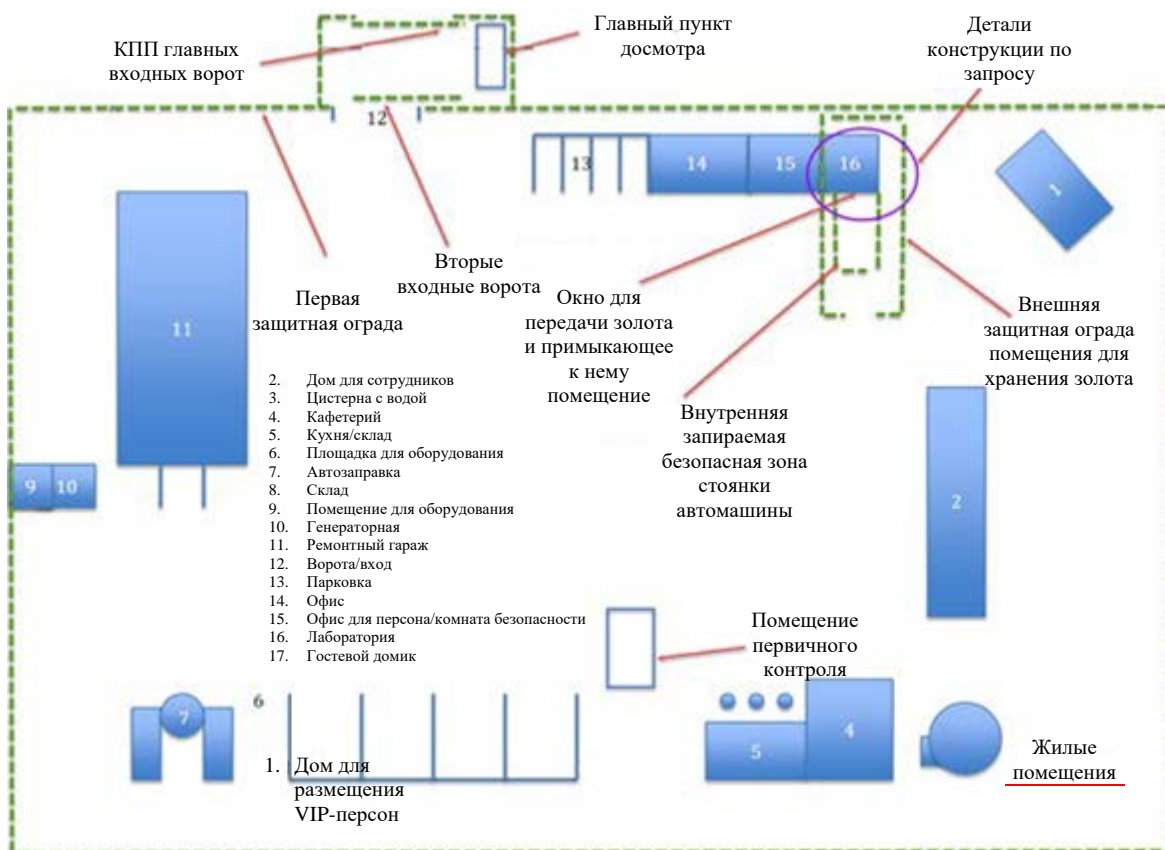 КПП главных
входных ворот
Главный пункт
досмотра
Детали
конструкции по
запросу
12
13
14
15
16
1
Вторые
входные ворота
Первая
защитная ограда
Окно для
передачи золота
и примыкающее
к нему
помещение
Внешняя
защитная ограда
помещения для
хранения золота
Внутренняя
запираемая
безопасная зона
стоянки
автомашины
11
9
10
2
2. Дом для сотрудников
3. Цистерна с водой
4. Кафетерий
5. Кухня/склад
6. Площадка для оборудования
7. Автозаправка
8. Склад
9. Помещение для оборудования
10. Генераторная
11. Ремонтный гараж
12. Ворота/вход
13. Парковка
14. Офис
15. Офис для персона/комната безопасности
16. Лаборатория
17. Гостевой домик
Помещение
первичного
контроля
6
7
5
4
1. Дом для
размещения
VIP-персон
Жилые
помещения